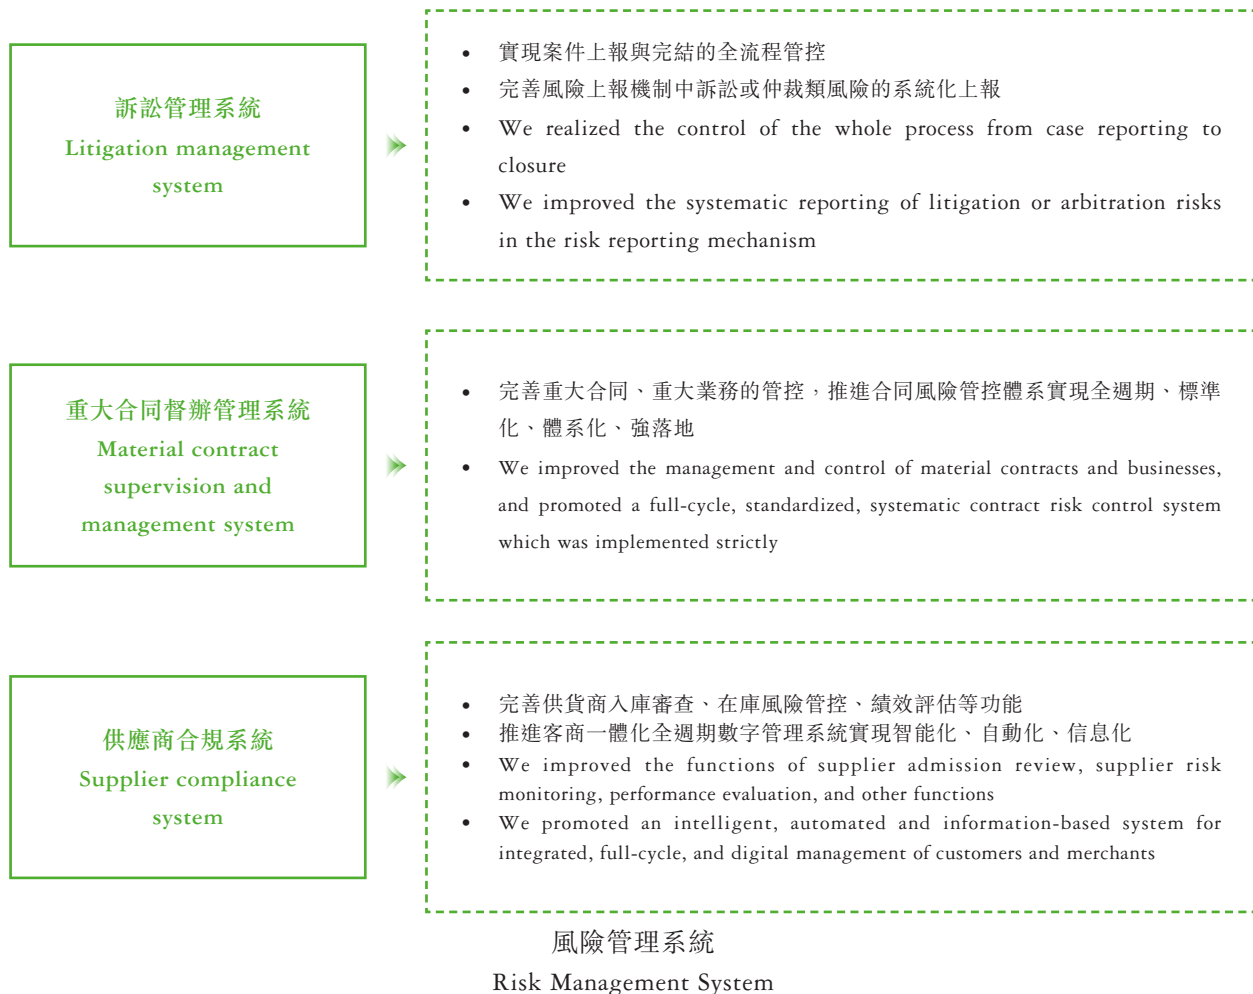 訴訟管理系統
Litigation management
system
• 實現案件上報與完結的全流程管控
• 完善風險上報機制中訴訟或仲裁類風險的系統化上報
• We realized the control of the whole process from case reporting to
closure
• We improved the systematic reporting of litigation or arbitration risks
in the risk reporting mechanism
重大合同督辦管理系統
Material contract
supervision and
management system
• 完善重大合同、重大業務的管控，推進合同風險管控體系實現全週期、標準
化、體系化、強落地
• We improved the management and control of material contracts and businesses,
and promoted a full-cycle, standardized, systematic contract risk control system
which was implemented strictly
供應商合規系統
Supplier compliance
system
• 完善供貨商入庫審查、在庫風險管控、績效評估等功能
• 推進客商一體化全週期數字管理系統實現智能化、自動化、信息化
• We improved the functions of supplier admission review, supplier risk
monitoring, performance evaluation, and other functions
• We promoted an intelligent, automated and information-based system for
integrated, full-cycle, and digital management of customers and merchants
風險管理系統
Risk Management System